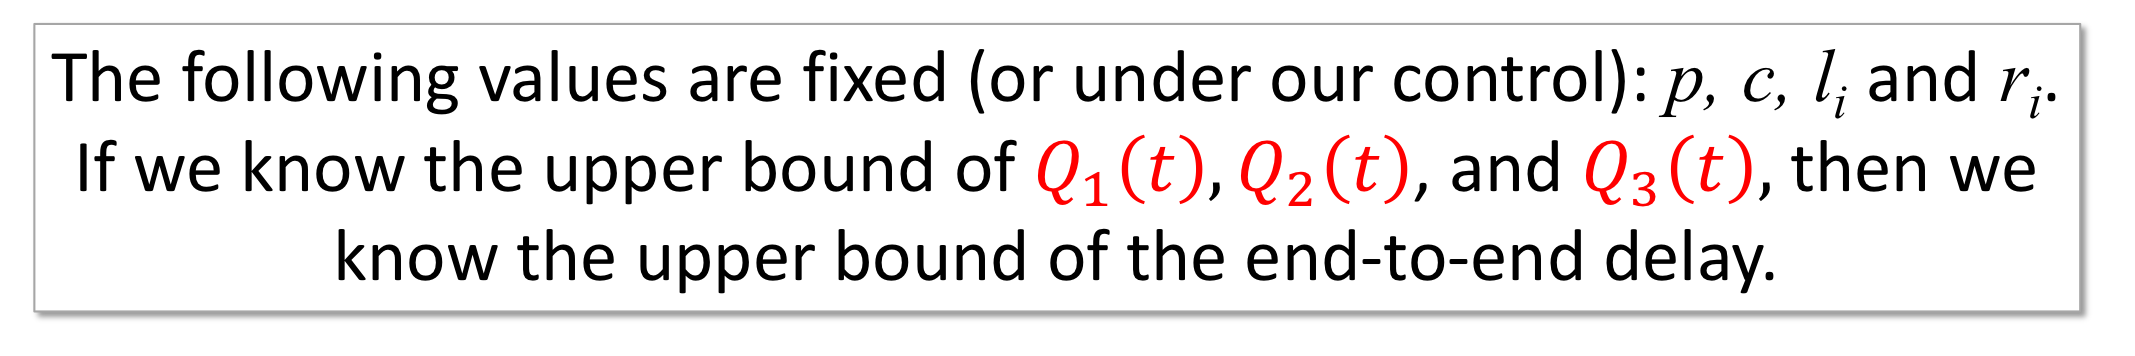 The following values are fixed (or under our control): p, c, lᵢ and rᵢ.
If we know the upper bound of Q₁(t), Q₂(t), and Q₃(t), then we
know the upper bound of the end-to-end delay.